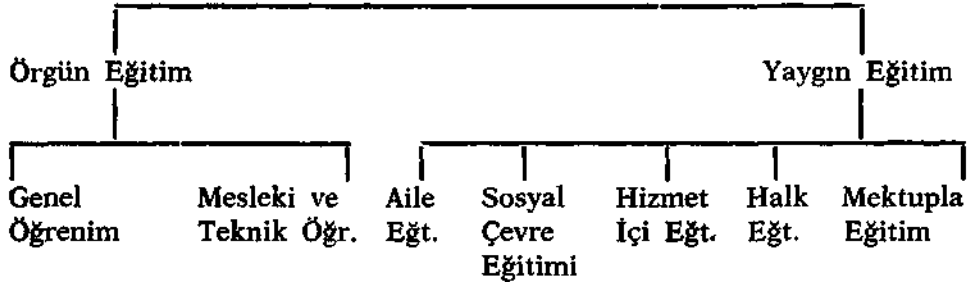 Örgün Eğitim Yaygın Eğitim
Genel Mesleki ve Aile Sosyal Hizmet Halk Mektupla
Öğrenim Teknik Öğr. Eğt. Çevre İçi Eğt. Eğt. Eğitim
Eğitimi